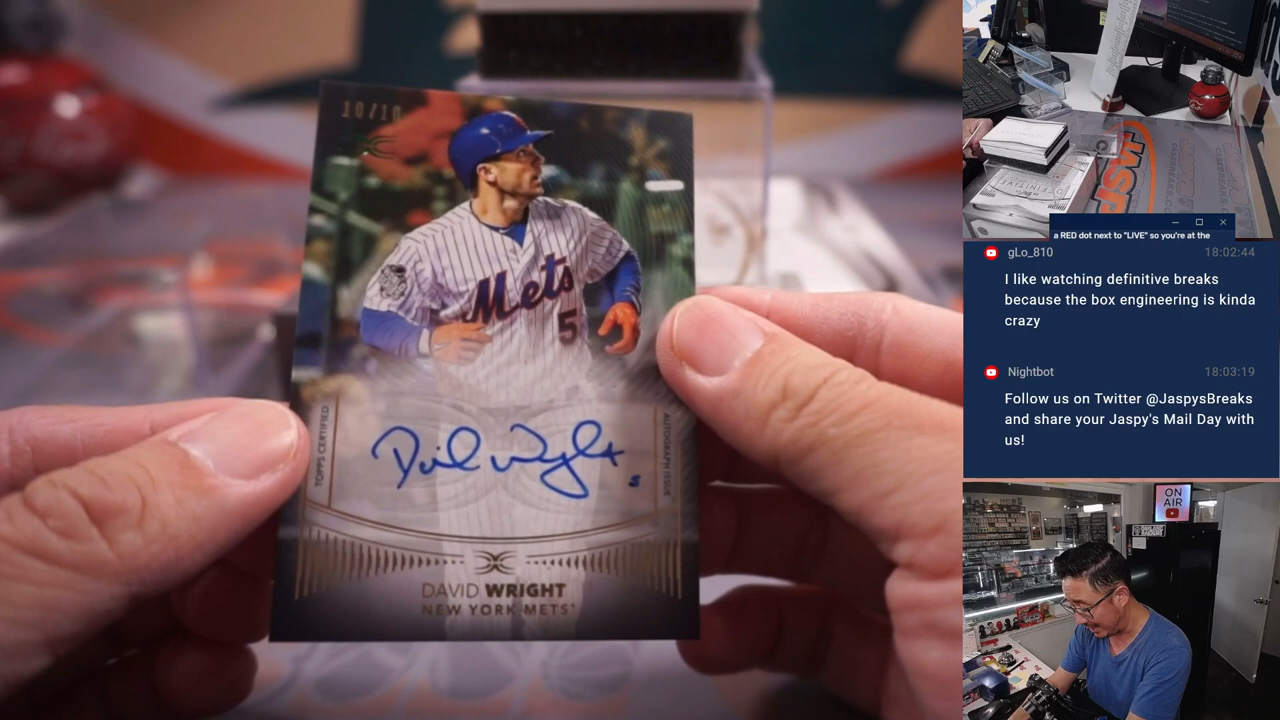 10/10
Mets
5
TOPPS CERTIFIED
AUTOGRAPH ISSUE
David Wright
5
DAVID WRIGHT
NEW YORK METS
DEFINITIVE
JASP
a RED dot next to "LIVE" so you're at the
gLo_810 18:02:44
I like watching definitive breaks
because the box engineering is kinda
crazy
Nightbot 18:03:19
Follow us on Twitter @JaspysBreaks
and share your Jaspy's Mail Day with
us!
ON
AIR